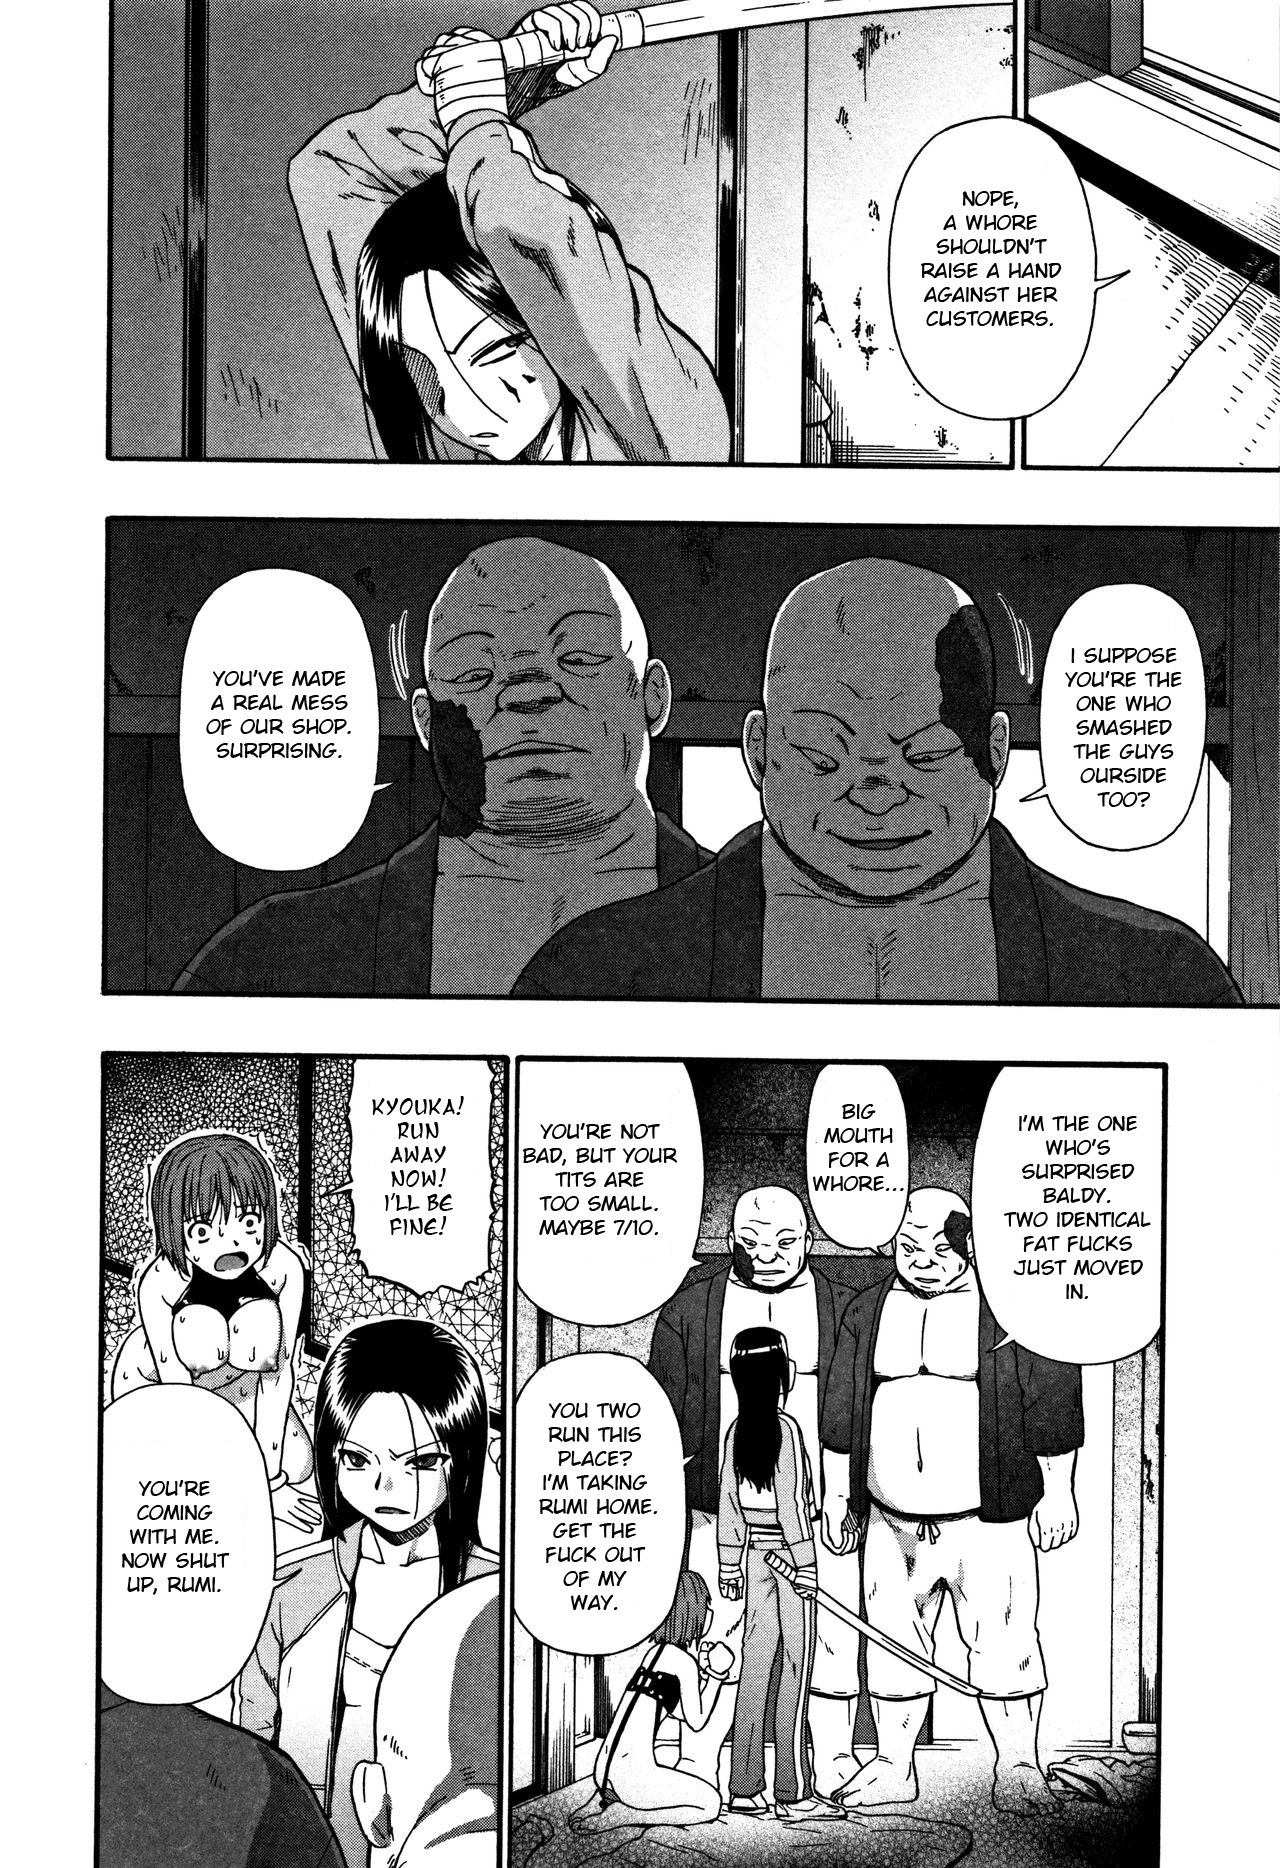 NOPE,
A WHORE
SHOULDN'T
RAISE A HAND
AGAINST HER
CUSTOMERS.
I SUPPOSE
YOU'RE THE
ONE WHO
SMASHED
THE GUYS
OURSIDE
TOO?
YOU'VE MADE
A REAL MESS
OF OUR SHOP.
SURPRISING.
I'M THE ONE
WHO'S
SURPRISED
BALDY.
TWO IDENTICAL
FAT FUCKS
JUST MOVED
IN.
BIG
MOUTH
FOR A
WHORE...
YOU'RE NOT
BAD, BUT YOUR
TITS ARE
TOO SMALL.
MAYBE 7/10.
YOU TWO
RUN THIS
PLACE?
I'M TAKING
RUMI HOME.
GET THE
FUCK OUT
OF MY
WAY.
KYOUKA!
RUN
AWAY
NOW!
I'LL BE
FINE!
YOU'RE
COMING
WITH ME.
NOW SHUT
UP, RUMI.